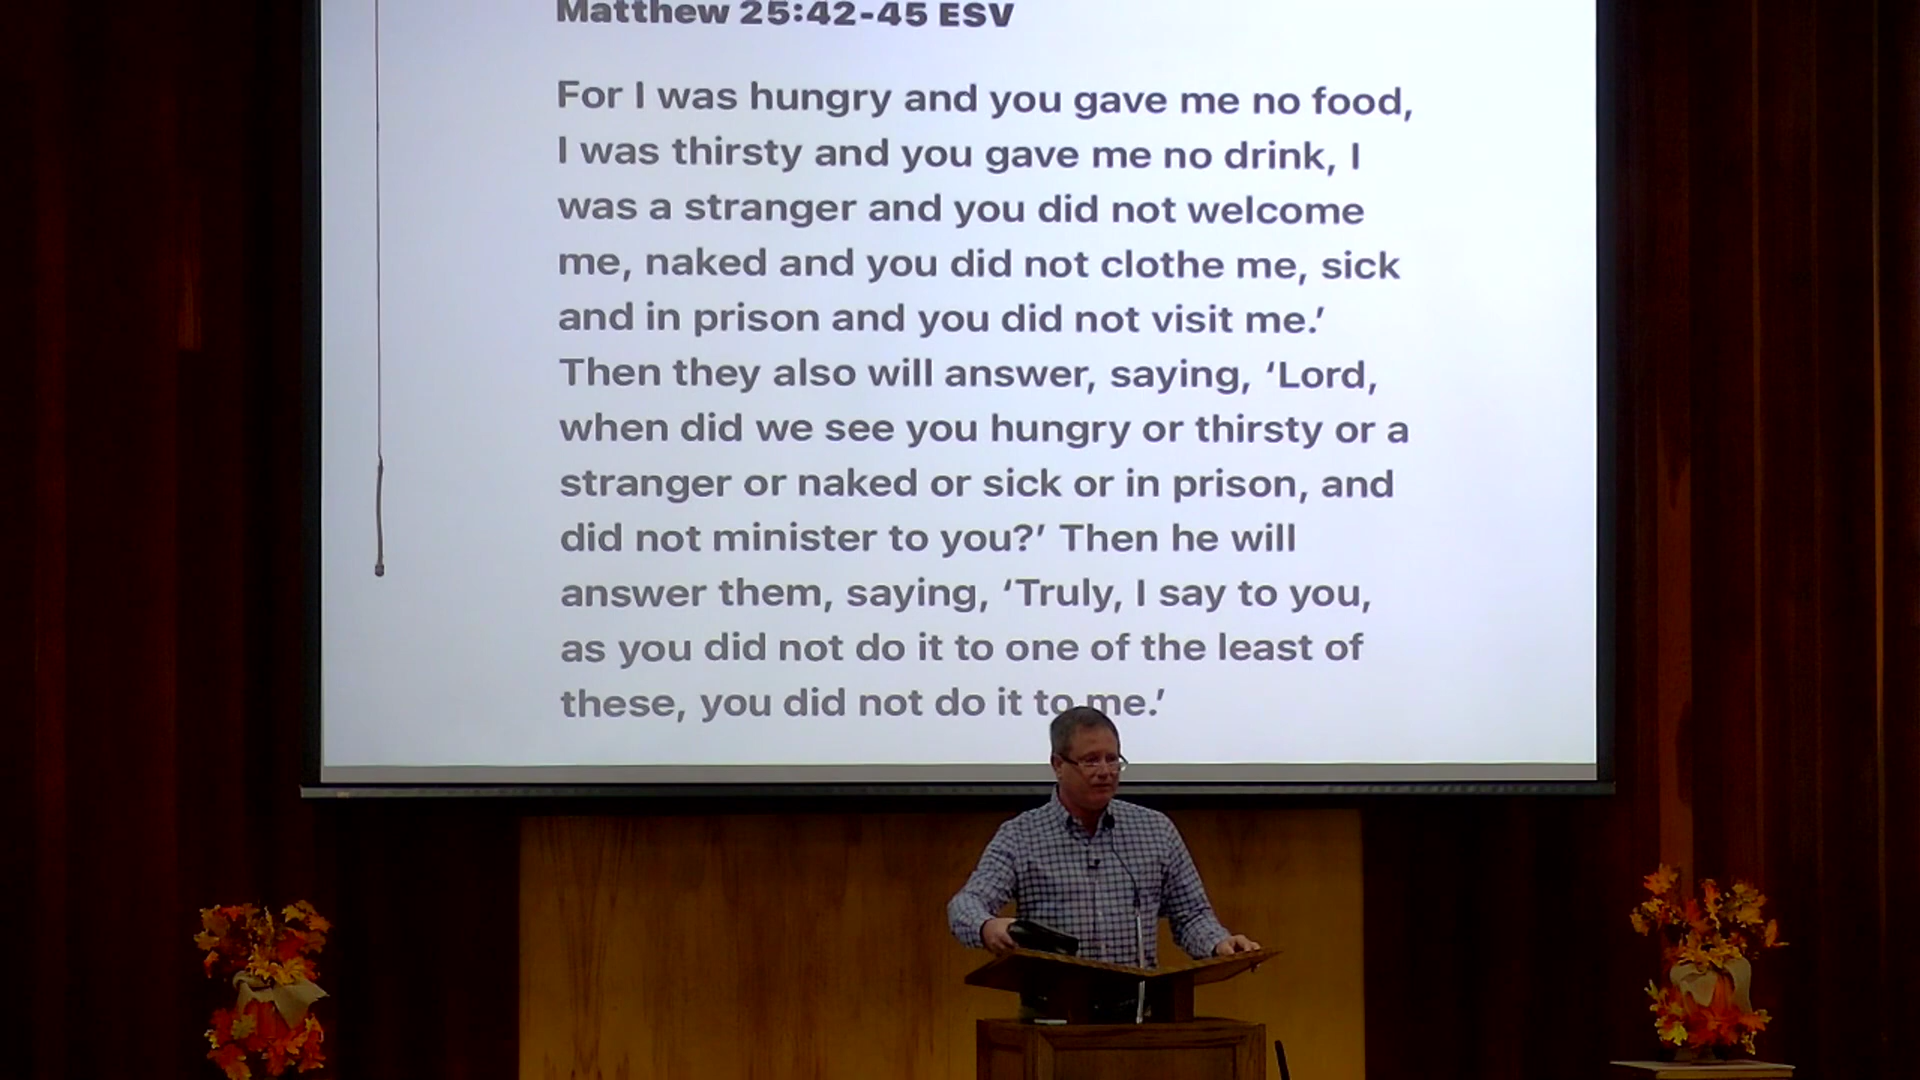 Matthew 25:42-45 ESV
For I was hungry and you gave me no food,
I was thirsty and you gave me no drink, I
was a stranger and you did not welcome
me, naked and you did not clothe me, sick
and in prison and you did not visit me.’
Then they also will answer, saying, ‘Lord,
when did we see you hungry or thirsty or a
stranger or naked or sick or in prison, and
did not minister to you?’ Then he will
answer them, saying, ‘Truly, I say to you,
as you did not do it to one of the least of
these, you did not do it to me.’